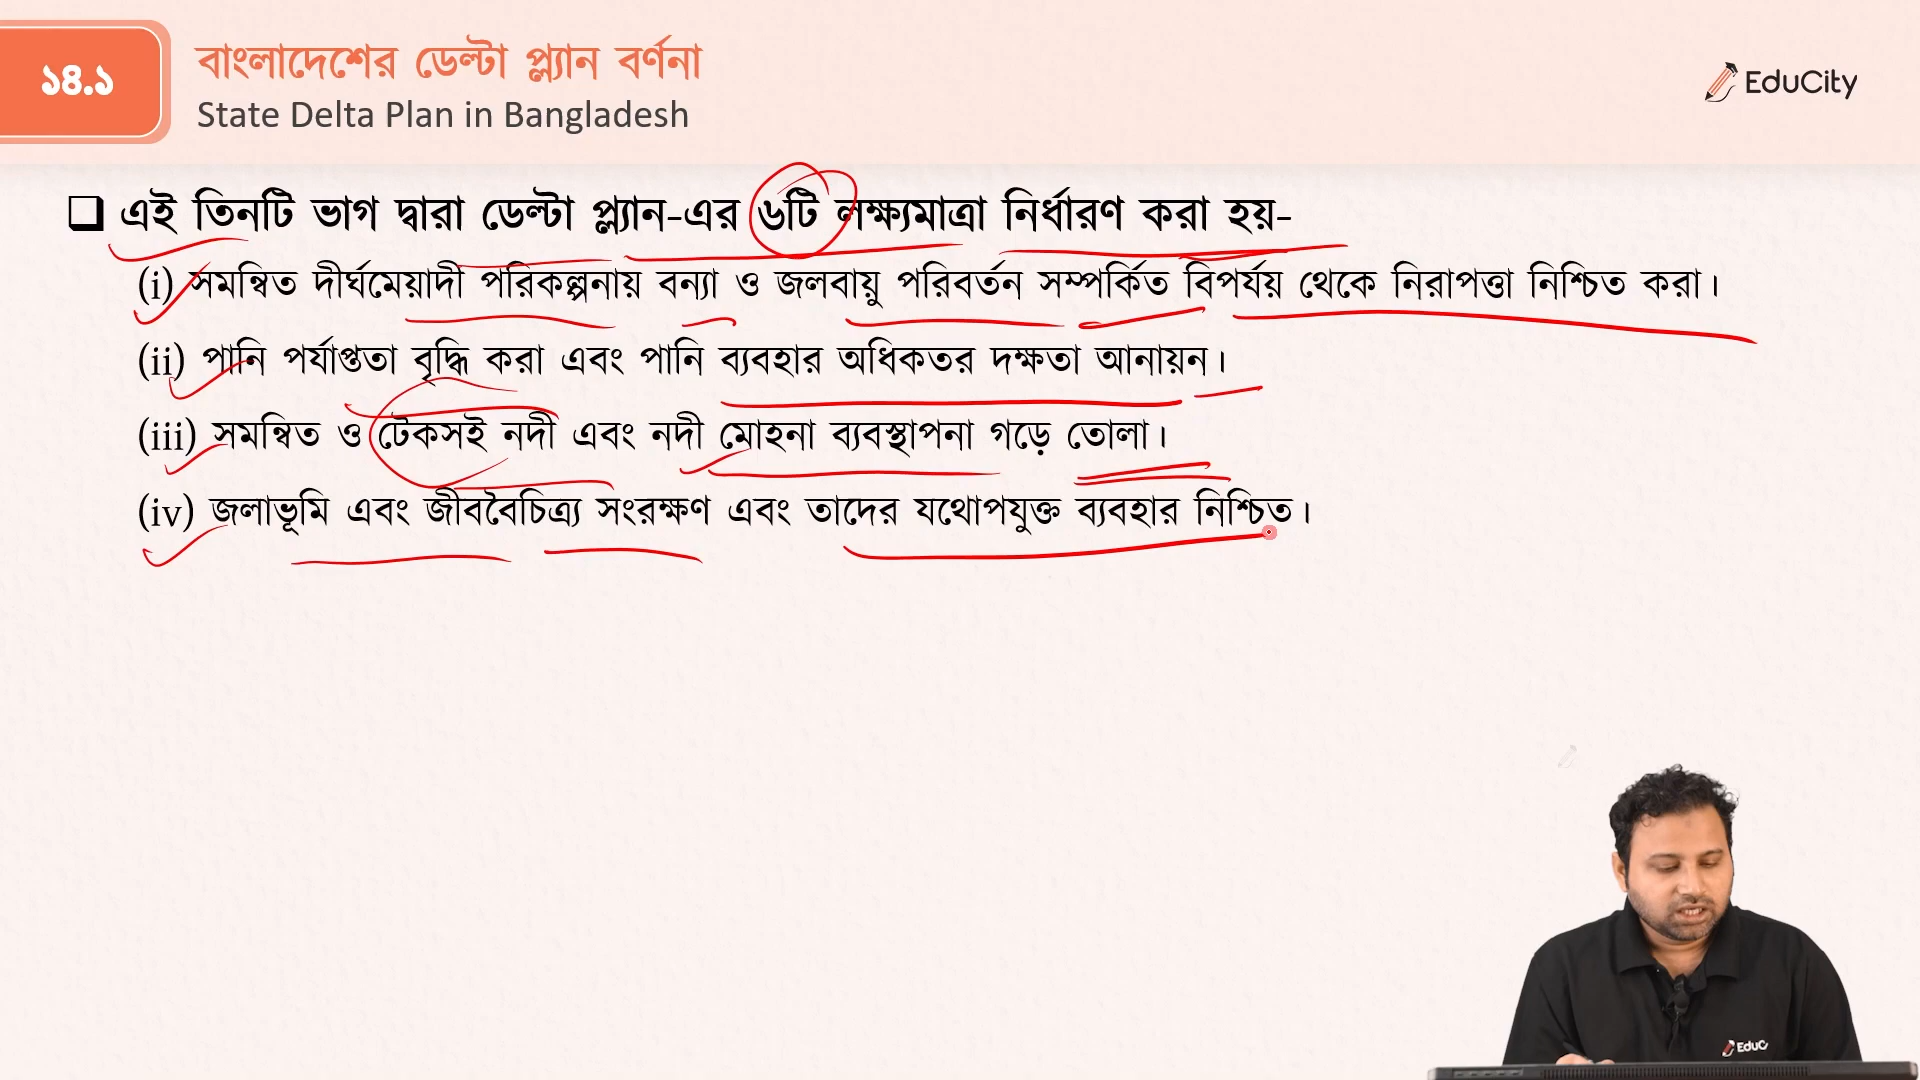 ১৪.১
বাংলাদেশের ডেল্টা প্ল্যান বর্ণনা
State Delta Plan in Bangladesh
EduCity
এই তিনটি ভাগ দ্বারা ডেল্টা প্ল্যান-এর ৬টি লক্ষ্যমাত্রা নির্ধারণ করা হয়-
(i) সমন্বিত দীর্ঘমেয়াদী পরিকল্পনায় বন্যা ও জলবায়ু পরিবর্তন সম্পর্কিত বিপর্যয় থেকে নিরাপত্তা নিশ্চিত করা।
(ii) পানি পর্যাপ্ততা বৃদ্ধি করা এবং পানি ব্যবহার অধিকতর দক্ষতা আনায়ন।
(iii) সমন্বিত ও টেকসই নদী এবং নদী মোহনা ব্যবস্থাপনা গড়ে তোলা।
(iv) জলাভূমি এবং জীববৈচিত্র্য সংরক্ষণ এবং তাদের যথোপযুক্ত ব্যবহার নিশ্চিত।
EduC